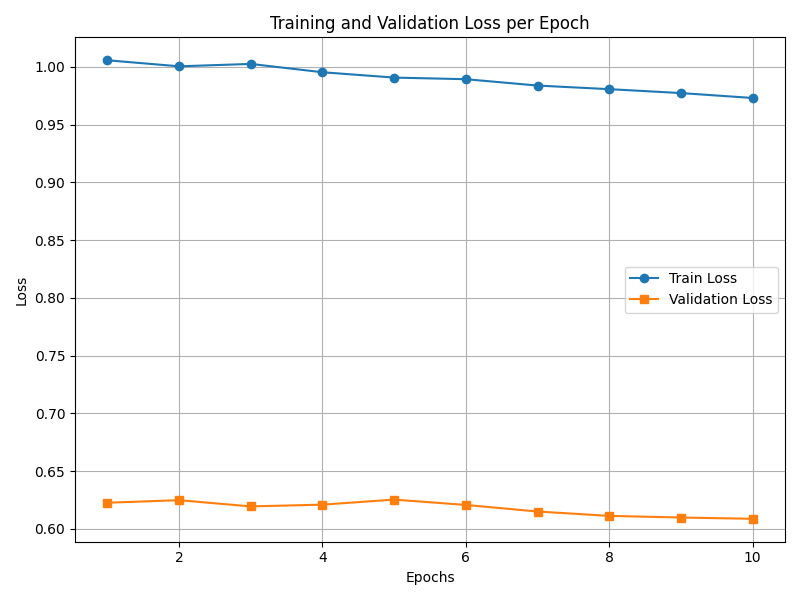 Training and Validation Loss per Epoch
1.00
0.95
0.90
0.85
0.80
0.75
0.70
0.65
0.60
Loss
Train Loss
Validation Loss
2 4 6 8 10
Epochs